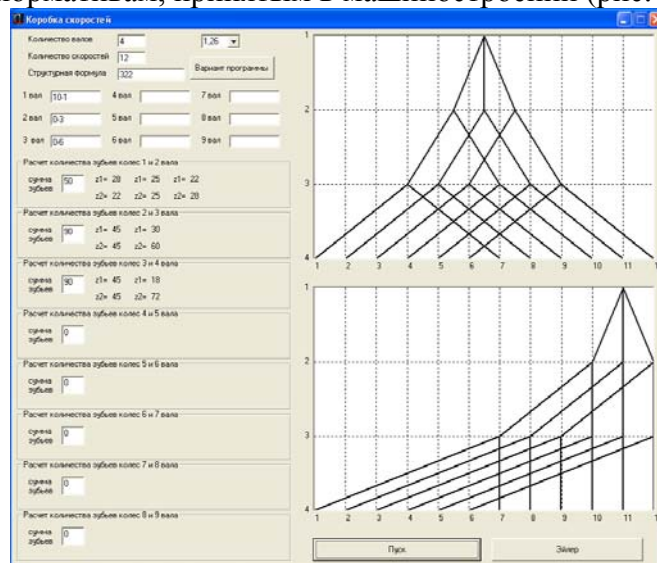 нормативам, принятым в машиностроении (рис.
Коробка скоростей
Количество валов 4 1,26
Количество скоростей 12
Структурная формула 322 Вариант программы
1 вал 10-1 4 вал 7 вал
2 вал 0-3 5 вал 8 вал
3 вал 0-6 6 вал 9 вал
Расчет количества зубьев колес 1 и 2 вала
сумма зубьев 50 z1= 28 z1= 25 z1= 22
z2= 22 z2= 25 z2= 28
Расчет количества зубьев колес 2 и 3 вала
сумма зубьев 90 z1= 45 z1= 30
z2= 45 z2= 60
Расчет количества зубьев колес 3 и 4 вала
сумма зубьев 90 z1= 45 z1= 18
z2= 45 z2= 72
Расчет количества зубьев колес 4 и 5 вала
сумма зубьев 0
Расчет количества зубьев колес 5 и 6 вала
сумма зубьев 0
Расчет количества зубьев колес 6 и 7 вала
сумма зубьев 0
Расчет количества зубьев колес 7 и 8 вала
сумма зубьев 0
Расчет количества зубьев колес 8 и 9 вала
сумма зубьев 0
1
2
3
4
1 2 3 4 5 6 7 8 9 10 11 1
1
2
3
4
1 2 3 4 5 6 7 8 9 10 11 1
Пуск